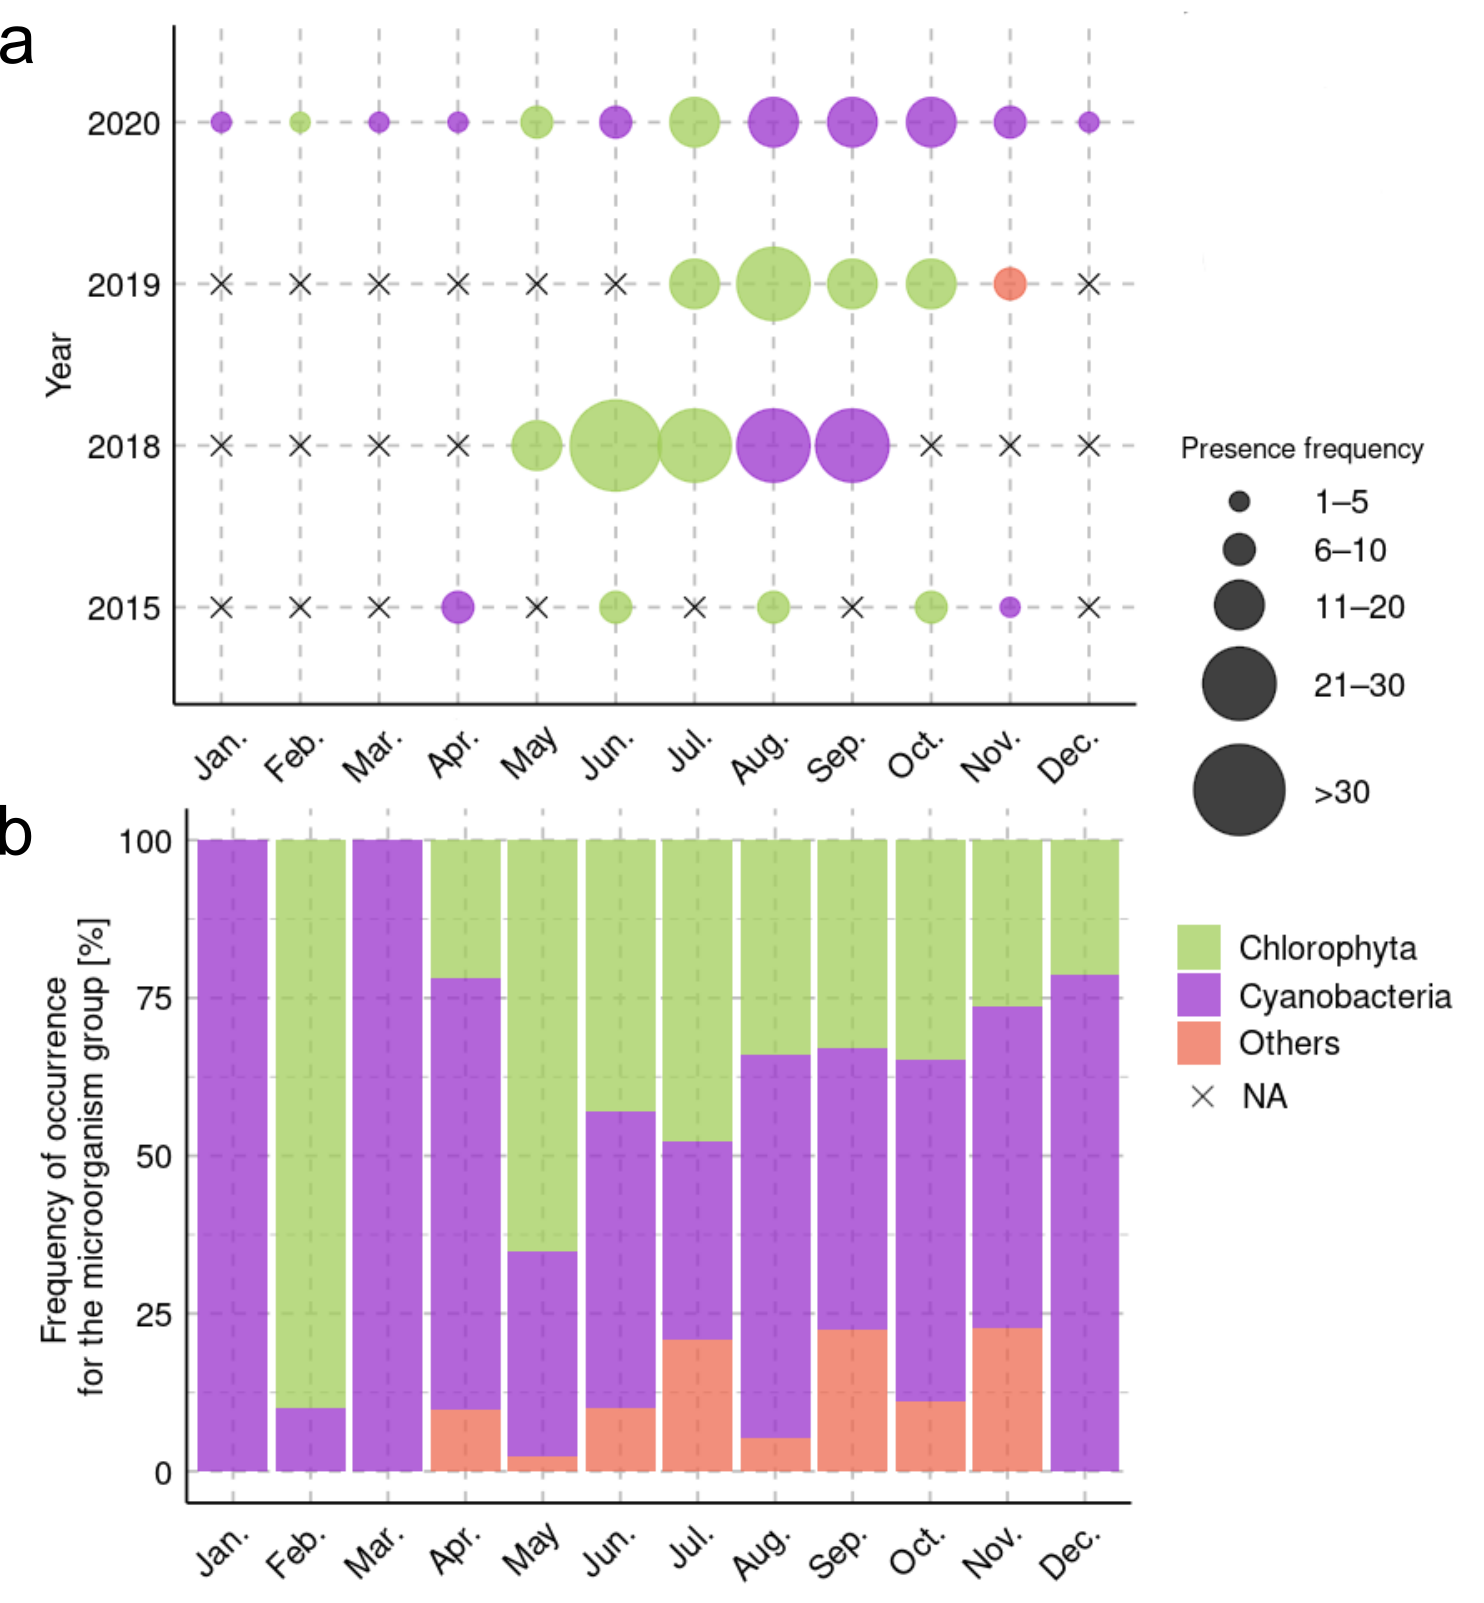 a
2020
2019
2018
2015
Year
Jan.
Feb.
Mar.
Apr.
May
Jun.
Jul.
Aug.
Sep.
Oct.
Nov.
Dec.
Presence frequency
1–5
6–10
11–20
21–30
>30
b
100
75
50
25
0
Frequency of occurrence
for the microorganism group [%]
Jan.
Feb.
Mar.
Apr.
May
Jun.
Jul.
Aug.
Sep.
Oct.
Nov.
Dec.
Chlorophyta
Cyanobacteria
Others
NA